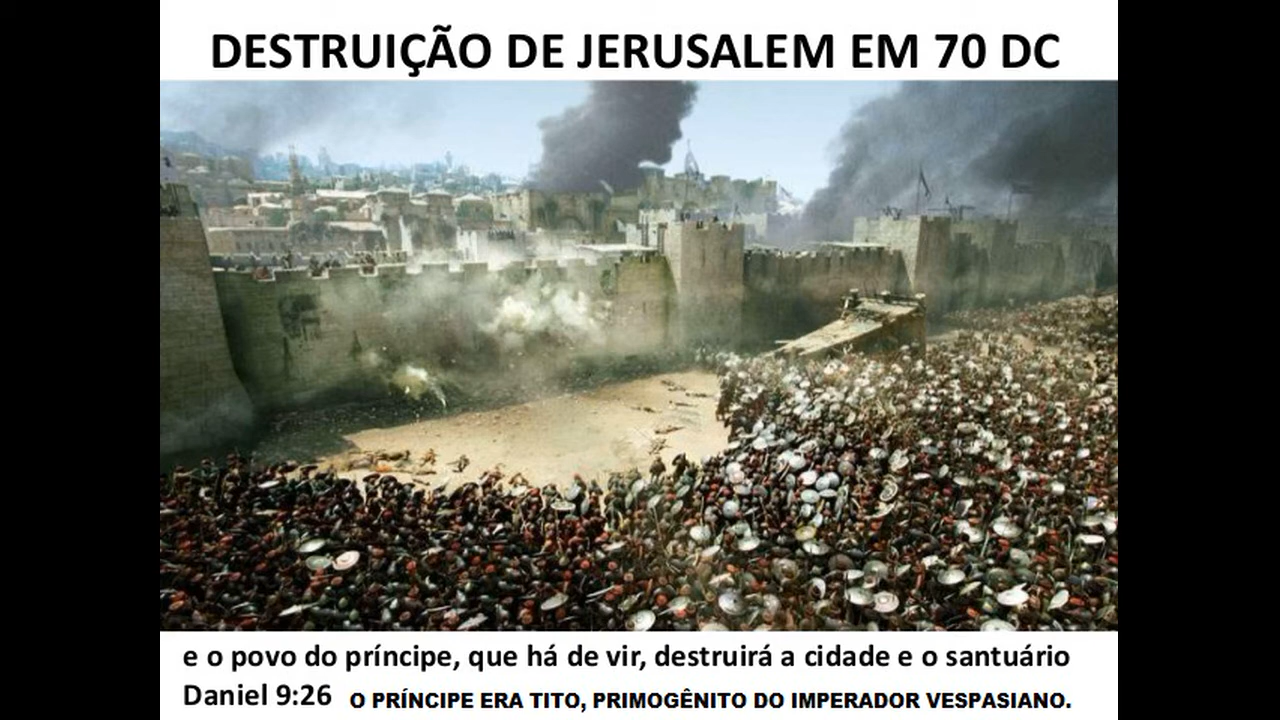 DESTRUIÇÃO DE JERUSALEM EM 70 DC
e o povo do príncipe, que há de vir, destruirá a cidade e o santuário
Daniel 9:26 O PRÍNCIPE ERA TITO, PRIMOGÊNITO DO IMPERADOR VESPASIANO.